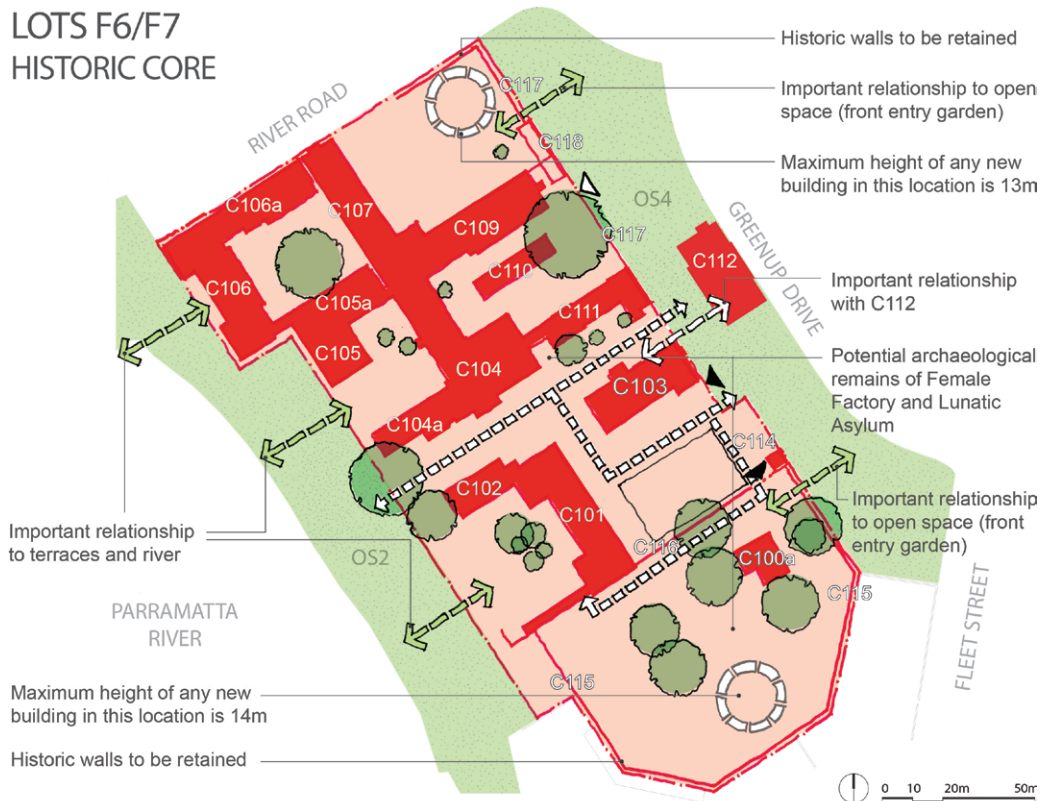 LOTS F6/F7
HISTORIC CORE
RIVER ROAD
Historic walls to be retained
Important relationship to open
space (front entry garden)
Maximum height of any new
building in this location is 13m
C117
C118
C106a
C107
C109
OS4
C117
GREENUP DRIVE
C110
C112
C106
C105a
C111
Important relationship
with C112
C105
C104
C103
Potential archaeological
remains of Female
Factory and Lunatic
Asylum
C104a
C114
C102
C101
Important relationship
to open space (front
entry garden)
Important relationship
to terraces and river
OS2
C116
C100a
C115
PARRAMATTA
RIVER
FLEET STREET
C115
Maximum height of any new
building in this location is 14m
Historic walls to be retained
0 10 20m 50m